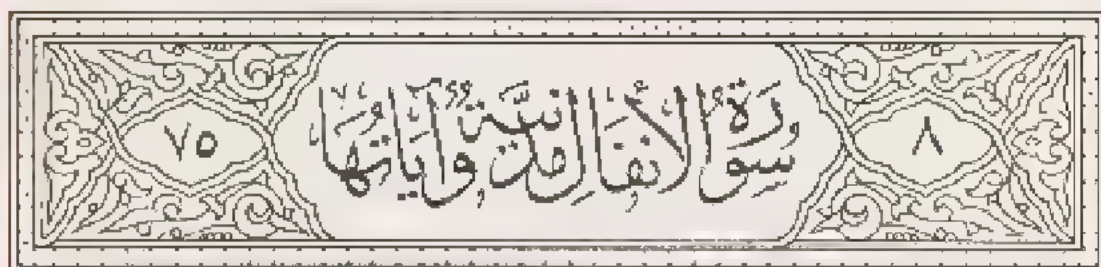 ٨ سُورَةُ الأَنفَالِ مَدَنِيَّةٌ وَآيَاتُهَا ٧٥